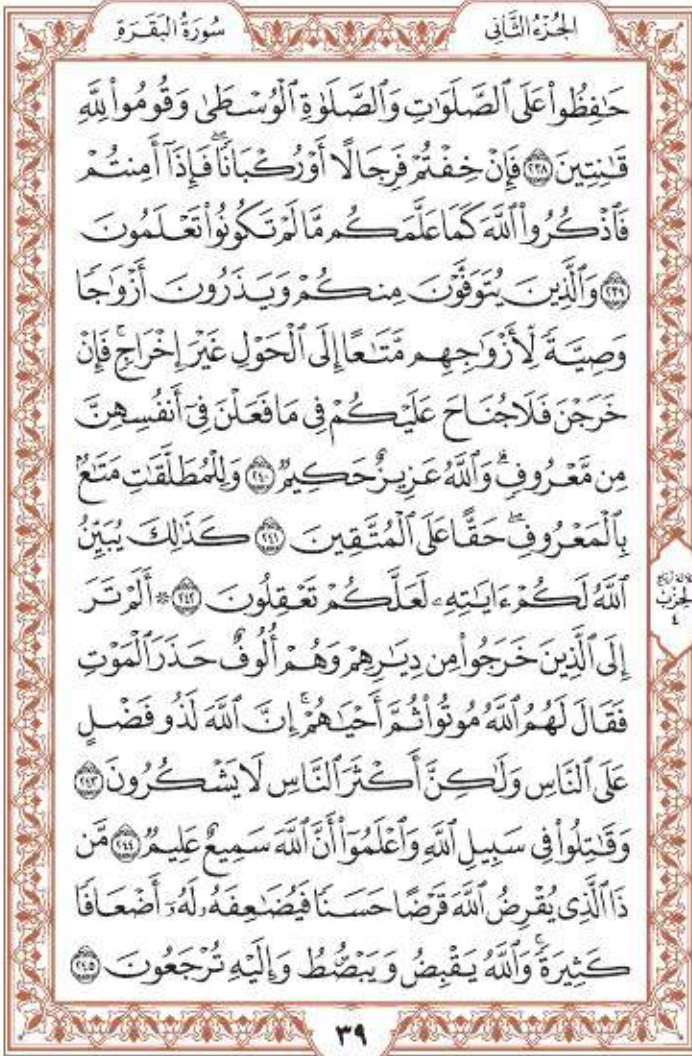 الجُزْءُ الثَّانِي
سُورَةُ البَقَرَةِ
حَٰفِظُوا۟ عَلَى ٱلصَّلَوَٰتِ وَٱلصَّلَوٰةِ ٱلْوُسْطَىٰ وَقُومُوا۟ لِلَّهِ
قَٰنِتِينَ ٢٣٨ فَإِنْ خِفْتُمْ فَرِجَالًا أَوْ رُكْبَانًاۖ فَإِذَآ أَمِنتُمْ
فَٱذْكُرُوا۟ ٱللَّهَ كَمَا عَلَّمَكُم مَّا لَمْ تَكُونُوا۟ تَعْلَمُونَ
٢٣٩ وَٱلَّذِينَ يُتَوَفَّوْنَ مِنكُمْ وَيَذَرُونَ أَزْوَٰجًا
وَصِيَّةً لِّأَزْوَٰجِهِم مَّتَٰعًا إِلَى ٱلْحَوْلِ غَيْرَ إِخْرَاجٍۚ فَإِنْ
خَرَجْنَ فَلَا جُنَاحَ عَلَيْكُمْ فِى مَا فَعَلْنَ فِىٓ أَنفُسِهِنَّ
مِن مَّعْرُوفٍۗ وَٱللَّهُ عَزِيزٌ حَكِيمٌ ٢٤٠ وَلِلْمُطَلَّقَٰتِ مَتَٰعٌۢ
بِٱلْمَعْرُوفِۖ حَقًّا عَلَى ٱلْمُتَّقِينَ ٢٤١ كَذَٰلِكَ يُبَيِّنُ
ٱللَّهُ لَكُمْ ءَايَٰتِهِۦ لَعَلَّكُمْ تَعْقِلُونَ ٢٤٢ ۞ أَلَمْ تَرَ
إِلَى ٱلَّذِينَ خَرَجُوا۟ مِن دِيَٰرِهِمْ وَهُمْ أُلُوفٌ حَذَرَ ٱلْمَوْتِ
فَقَالَ لَهُمُ ٱللَّهُ مُوتُوا۟ ثُمَّ أَحْيَٰهُمْۚ إِنَّ ٱللَّهَ لَذُو فَضْلٍ
عَلَى ٱلنَّاسِ وَلَٰكِنَّ أَكْثَرَ ٱلنَّاسِ لَا يَشْكُرُونَ ٢٤٣
وَقَٰتِلُوا۟ فِى سَبِيلِ ٱللَّهِ وَٱعْلَمُوٓا۟ أَنَّ ٱللَّهَ سَمِيعٌ عَلِيمٌ ٢٤٤ مَّن
ذَا ٱلَّذِى يُقْرِضُ ٱللَّهَ قَرْضًا حَسَنًا فَيُضَٰعِفَهُۥ لَهُۥٓ أَضْعَافًا
كَثِيرَةًۚ وَٱللَّهُ يَقْبِضُ وَيَبْصُۜطُ وَإِلَيْهِ تُرْجَعُونَ ٢٤٥
الحِزْبِ
٤
٣٩